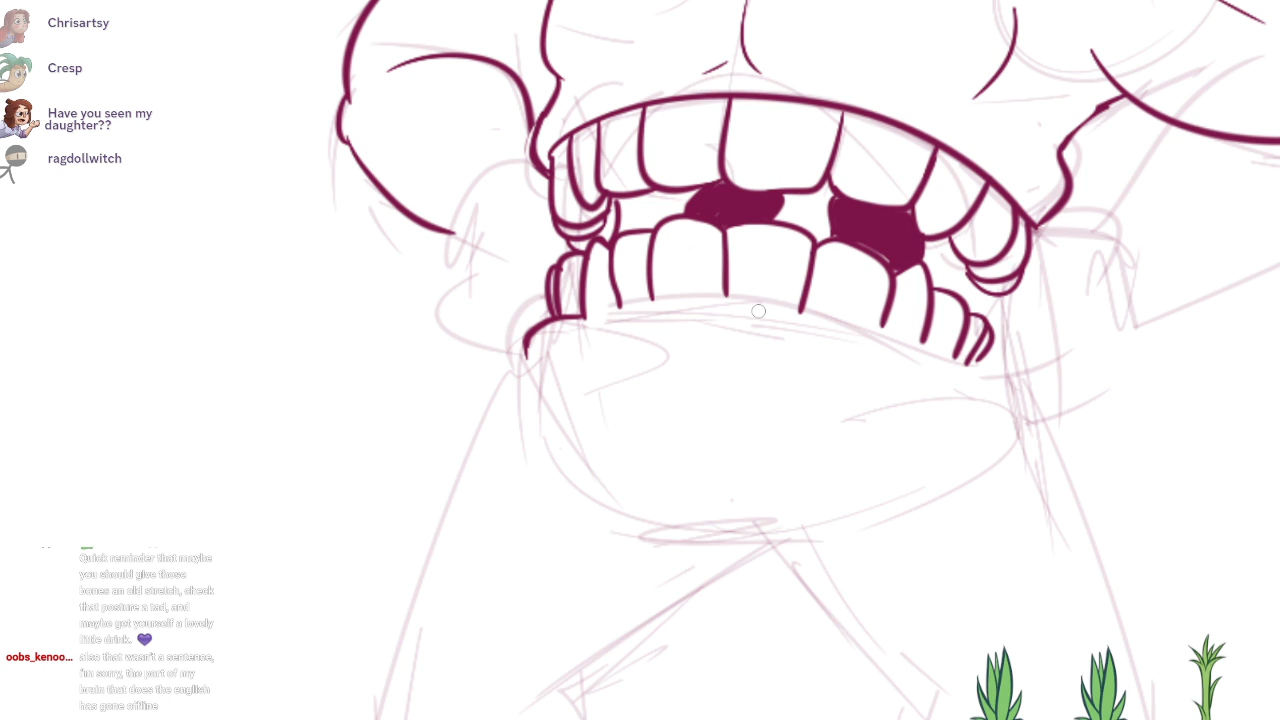 Chrisartsy
Cresp
Have you seen my
daughter??
ragdollwitch
Quick reminder that maybe
you should give those
bones an old stretch, check
that posture a tad, and
maybe get yourself a lovely
little drink. 💜
oobs_kenoo... also that wasn't a sentence,
i'm sorry, the part of my
brain that does the english
has gone offline